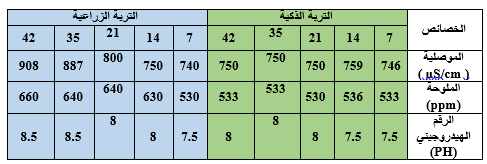 الخصائص التربة الذكية التربة الزراعية
7 14 21 35 42 7 14 21 35 42
الموصلية 746 759 750 750 750 740 750 800 887 908
( µS/cm )
الملوحة 533 536 530 533 533 530 630 640 640 660
(ppm)
الرقم 7.5 7.5 8 8 8 7.5 8 8 8.5 8.5
الهيدروجيني
(PH)